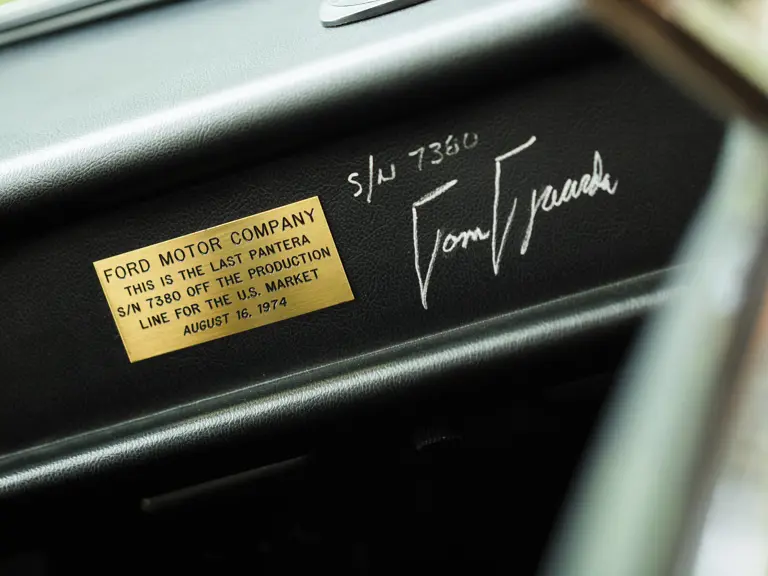 FORD MOTOR COMPANY
THIS IS THE LAST PANTERA
S/N 7380 OFF THE PRODUCTION
LINE FOR THE U.S. MARKET
AUGUST 16, 1974
S/N 7380
Tom Tjaarda